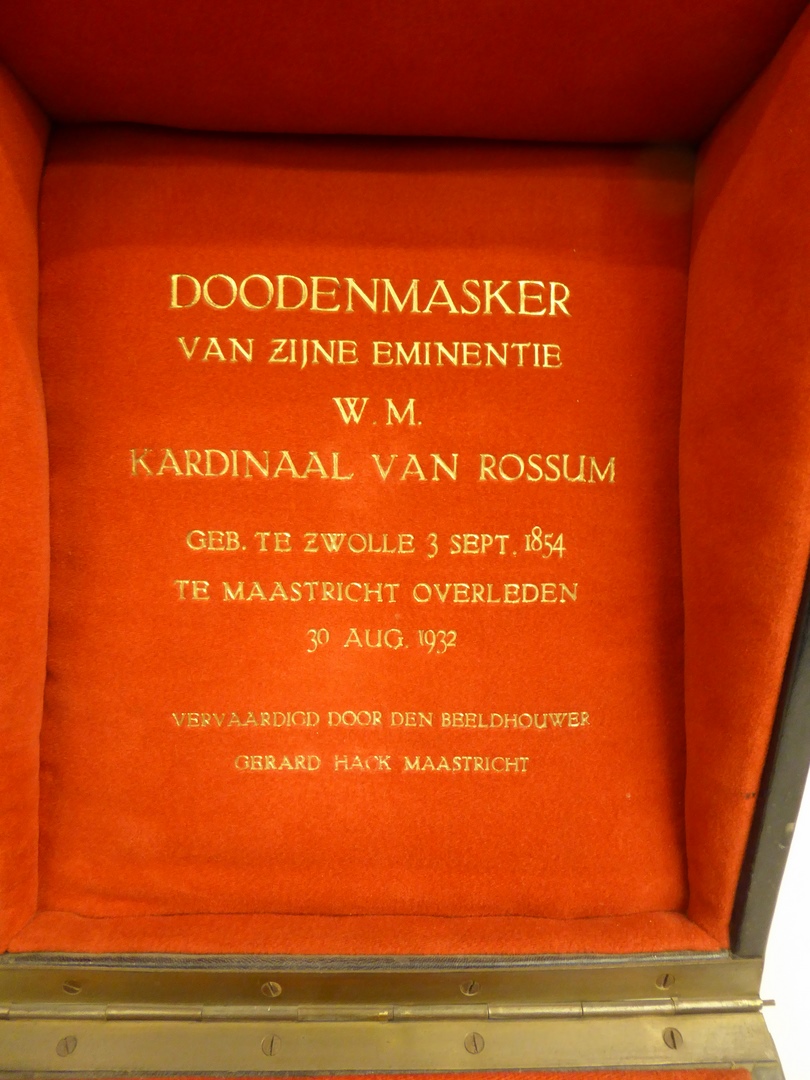 DOODENMASKER
VAN ZIJNE EMINENTIE
W. M.
KARDINAAL VAN ROSSUM
GEB. TE ZWOLLE 3 SEPT. 1854
TE MAASTRICHT OVERLEDEN
30 AUG. 1932
VERVAARDIGD DOOR DEN BEELDHOUWER
GERARD HACK MAASTRICHT